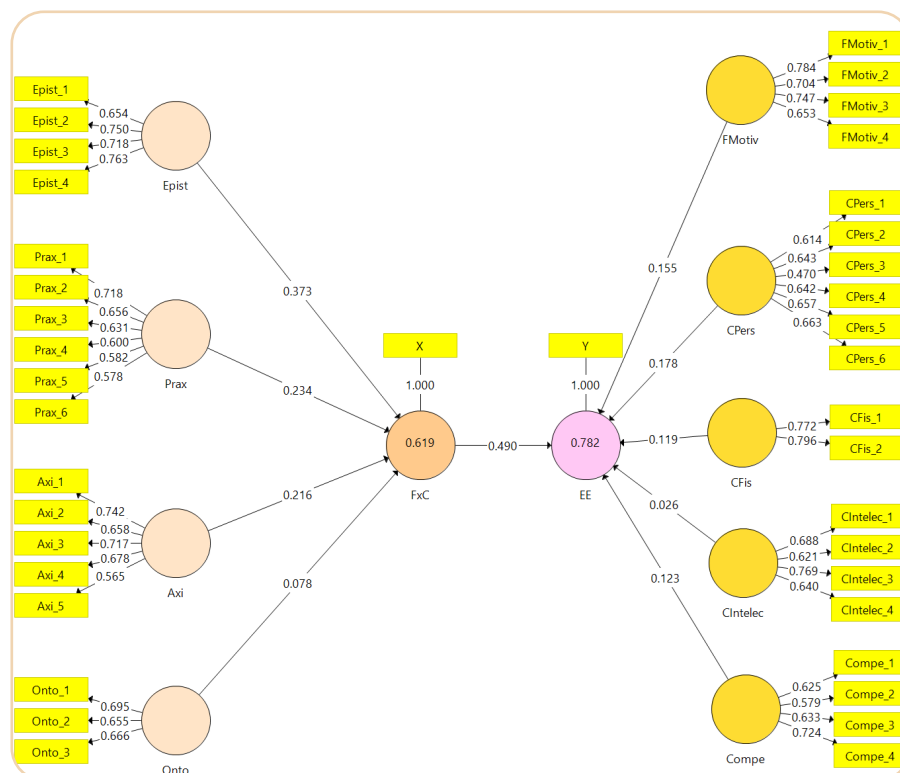 Epist_1
Epist_2
Epist_3
Epist_4
0.654
0.750
0.718
0.763
Epist
Prax_1
Prax_2
Prax_3
Prax_4
Prax_5
Prax_6
0.718
0.656
0.631
0.600
0.582
0.578
Prax
Axi_1
Axi_2
Axi_3
Axi_4
Axi_5
0.742
0.658
0.717
0.678
0.565
Axi
Onto_1
Onto_2
Onto_3
0.695
0.655
0.666
Onto
0.373
0.234
0.216
0.078
X
1.000
0.619
FxC
0.490
Y
1.000
0.782
EE
0.155
0.178
0.119
0.026
0.123
FMotiv
0.784
0.704
0.747
0.653
FMotiv_1
FMotiv_2
FMotiv_3
FMotiv_4
CPers
0.614
0.643
0.470
0.642
0.657
0.663
CPers_1
CPers_2
CPers_3
CPers_4
CPers_5
CPers_6
CFis
0.772
0.796
CFis_1
CFis_2
CIntelec
0.688
0.621
0.769
0.640
CIntelec_1
CIntelec_2
CIntelec_3
CIntelec_4
Compe
0.625
0.579
0.633
0.724
Compe_1
Compe_2
Compe_3
Compe_4